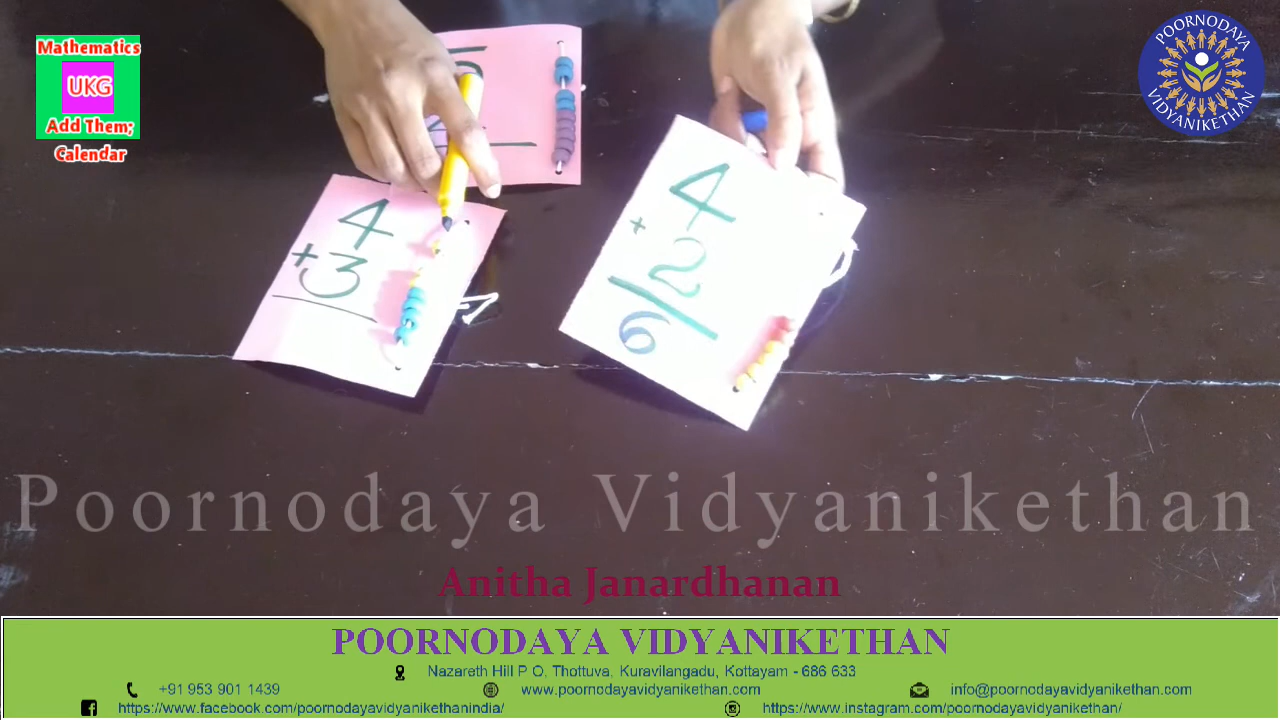 Mathematics
UKG
Add Them;
Calendar
POORNODAYA
VIDYANIKETHAN
4
+ 3
4
+ 2
6
Poornodaya Vidyanikethan
Anitha Janardhanan
POORNODAYA VIDYANIKETHAN
Nazareth Hill P O, Thottuva, Kuravilangadu, Kottayam - 686 633
+91 953 901 1439 www.poornodayavidyanikethan.com info@poornodayavidyanikethan.com
https://www.facebook.com/poornodayavidyanikethanindia/ https://www.instagram.com/poornodayavidyanikethan/